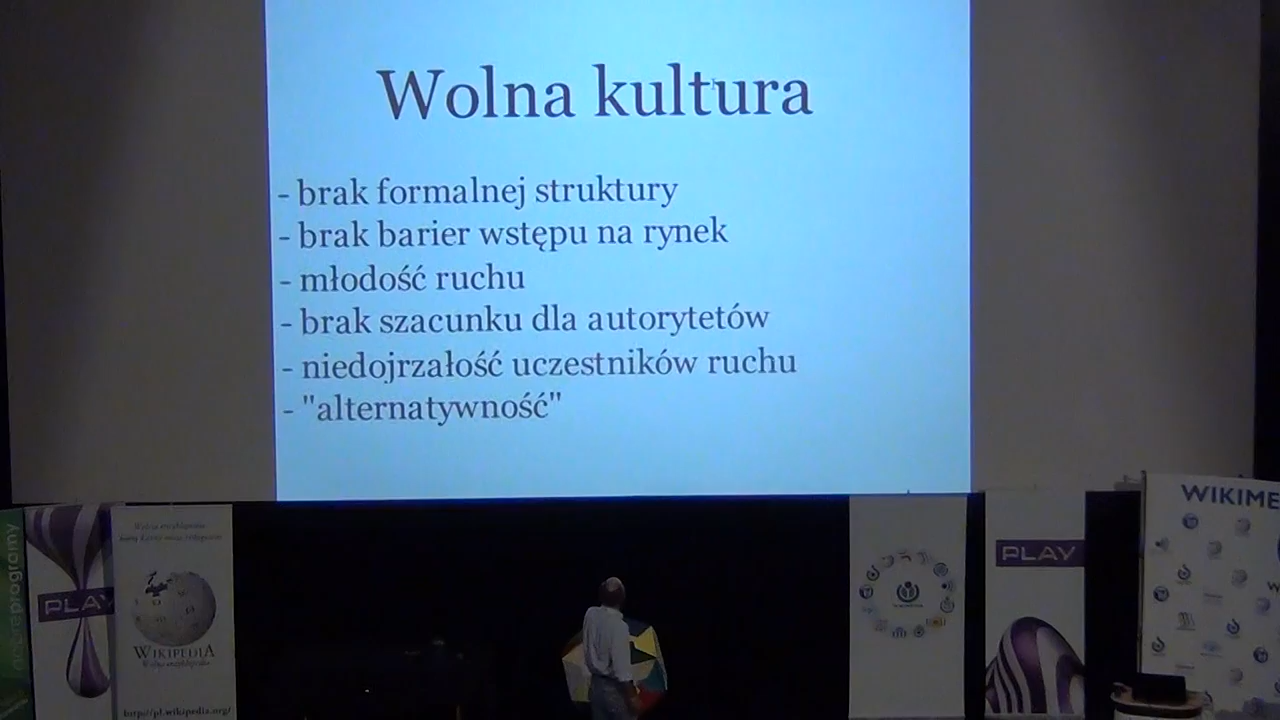 Wolna kultura
- brak formalnej struktury
- brak barier wstępu na rynek
- młodość ruchu
- brak szacunku dla autorytetów
- niedojrzałość uczestników ruchu
- "alternatywność"
WIKIME
PLAY
PLAY
WIKIPEDIA
Wolna encyklopedia
http://pl.wikipedia.org/
WIKIMEDIA